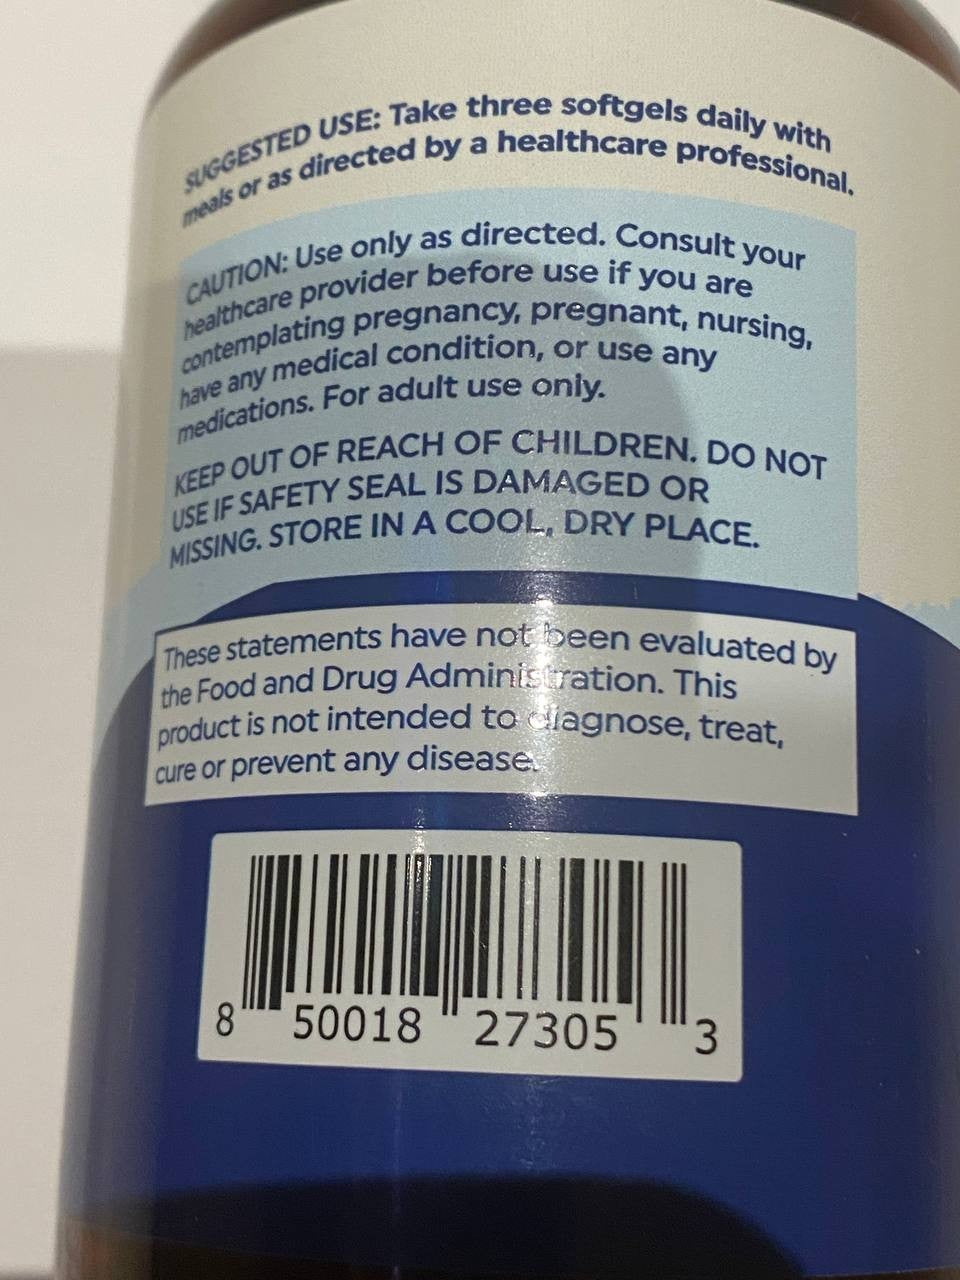 SUGGESTED USE: Take three softgels daily with
meals or as directed by a healthcare professional.
CAUTION: Use only as directed. Consult your
healthcare provider before use if you are
contemplating pregnancy, pregnant, nursing,
have any medical condition, or use any
medications. For adult use only.
KEEP OUT OF REACH OF CHILDREN. DO NOT
USE IF SAFETY SEAL IS DAMAGED OR
MISSING. STORE IN A COOL, DRY PLACE.
These statements have not been evaluated by
the Food and Drug Administration. This
product is not intended to diagnose, treat,
cure or prevent any disease.
8 50018 27305 3